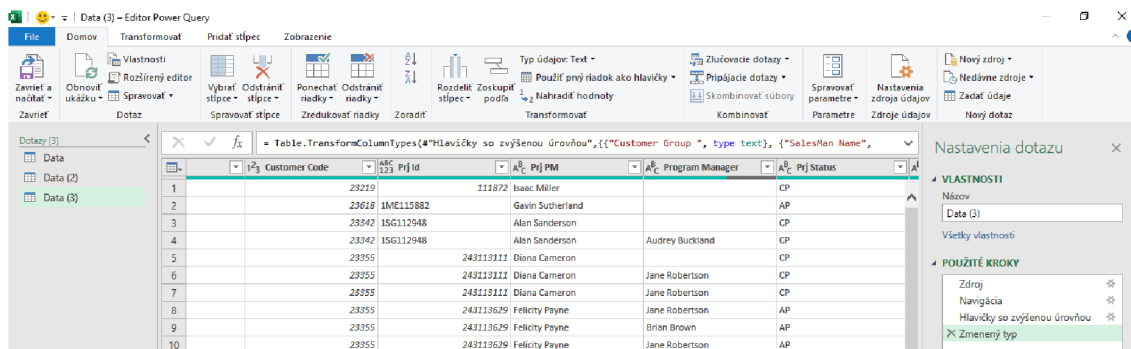 Data (3) – Editor Power Query
File Domov Transformovať Pridať stĺpec Zobrazenie
Zavrieť a načítať
Obnoviť ukážku
Vlastnosti
Rozšírený editor
Spravovať
Vybrať stĺpce
Odstrániť stĺpce
Ponechať riadky
Odstrániť riadky
Rozdeliť stĺpec
Zoskupiť podľa
Typ údajov: Text
Použiť prvý riadok ako hlavičky
Nahradiť hodnoty
Zlučovacie dotazy
Pripájacie dotazy
Skombinovať súbory
Spravovať parametre
Nastavenia zdroja údajov
Nový zdroj
Nedávne zdroje
Zadať údaje
Zavrieť Dotaz Spravovať stĺpce Zredukovať riadky Zoradiť Transformovať Kombinovať Parametre Zdroje údajov Nový dotaz
Dotazy [3]
Data
Data (2)
Data (3)
fx = Table.TransformColumnTypes(#"Hlavičky so zvýšenou úrovňou",{{"Customer Group ", type text}, {"SalesMan Name",
Customer Code Prj Id Prj PM Program Manager Prj Status
1 23219 111872 Isaac Miller CP
2 23618 1ME115882 Gavin Sutherland AP
3 23342 1SG112948 Alan Sanderson CP
4 23342 1SG112948 Alan Sanderson Audrey Buckland CP
5 23355 243113111 Diana Cameron CP
6 23355 243113111 Diana Cameron Jane Robertson CP
7 23355 243113111 Diana Cameron Jane Robertson CP
8 23355 243113629 Felicity Payne Jane Robertson AP
9 23355 243113629 Felicity Payne Brian Brown AP
10 23355 243113629 Felicity Payne Jane Robertson AP
Nastavenia dotazu
VLASTNOSTI
Názov
Data (3)
Všetky vlastnosti
POUŽITÉ KROKY
Zdroj
Navigácia
Hlavičky so zvýšenou úrovňou
Zmenený typ